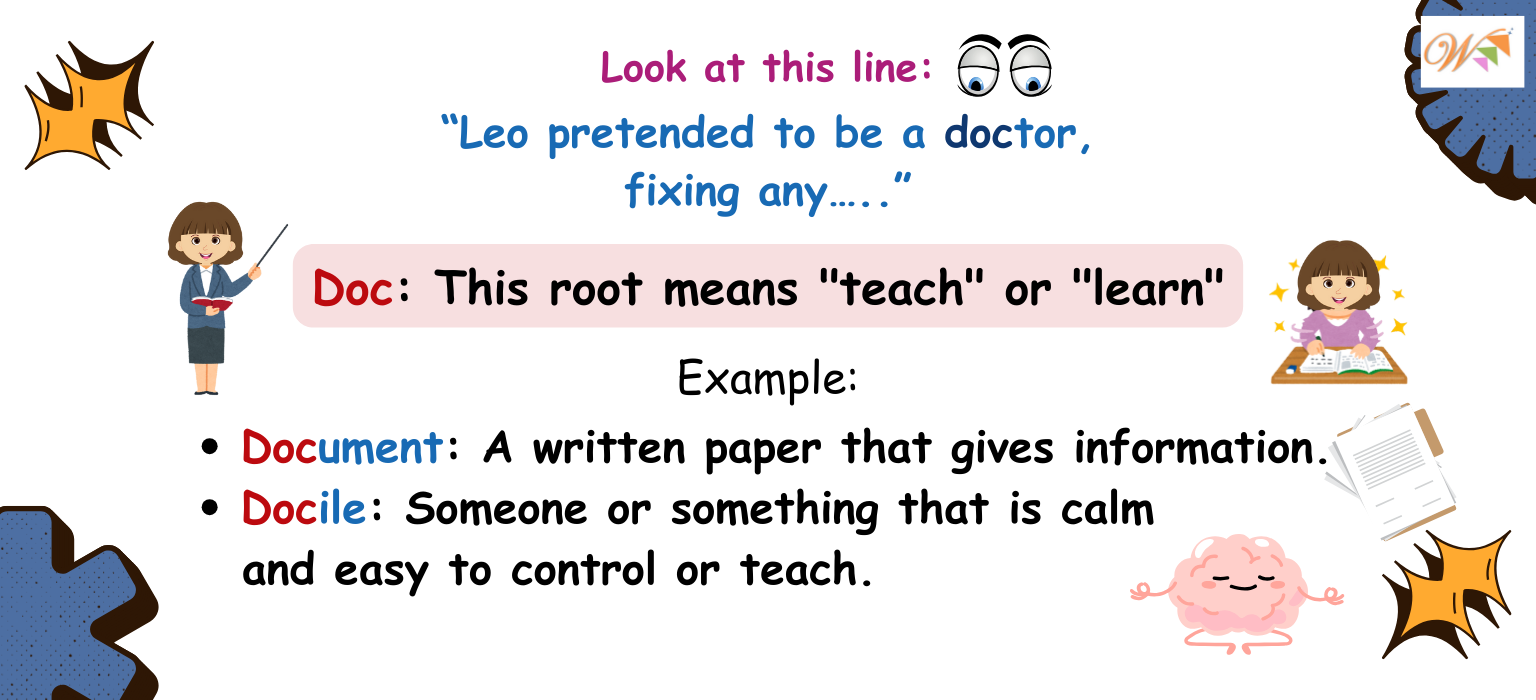 Look at this line:
“Leo pretended to be a doctor,
fixing any.....”
Doc: This root means "teach" or "learn"
Example:
• Document: A written paper that gives information.
• Docile: Someone or something that is calm
and easy to control or teach.
W